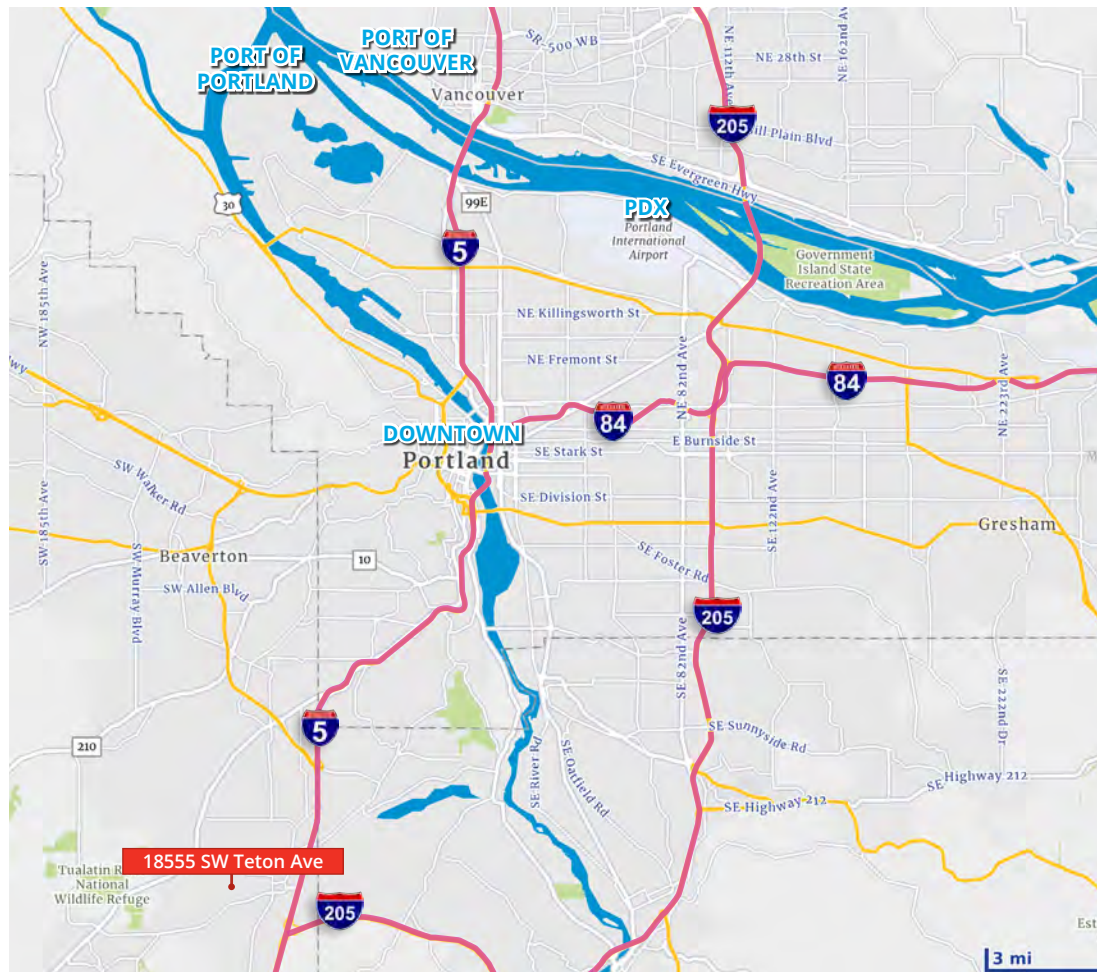 PORT OF
PORTLAND
PORT OF
VANCOUVER
Vancouver
SR-500 WB
NE 112th Ave
NE 28th St
NE 162nd Av
205
ill Plain Blvd
SE Evergreen Hwy
30
99E
5
PDX
Portland
International
Airport
Government
Island State
Recreation Area
NW 185th Ave
NE Killingsworth St
NE Fremont St
NE 82nd Ave
84
84
NE 223rd Ave
wy
DOWNTOWN
Portland
E Burnside St
SE Stark St
SW Walker Rd
SE Division St
SW 185th Ave
SE 122nd Ave
Gresham
Beaverton
10
SW Murray Blvd
SW Allen Blvd
SE Foster Rd
205
SE 82nd Ave
SE 222nd Dr
5
210
SE Sunnyside Rd
SE River Rd
SE Oatfield Rd
SE Highway 212
SE Highway 212
18555 SW Teton Ave
Tualatin R
National
Wildlife Refuge
205
Est
3 mi